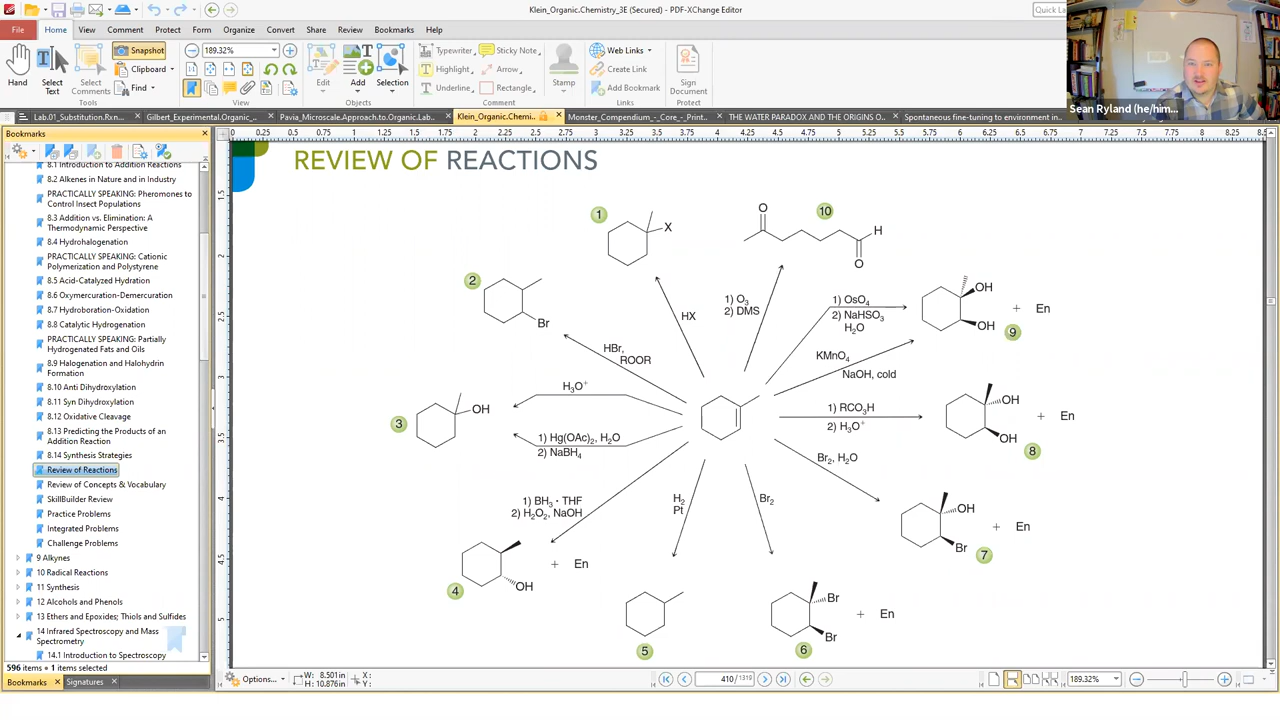 Klein_Organic.Chemistry_3E (Secured) - PDF-XChange Editor
Quick La
File Home View Comment Protect Form Organize Convert Share Review Bookmarks Help
Hand
Select Text
Snapshot
Clipboard
Find
Select Comments
Tools
189.32%
View
Edit
Add
Selection
Objects
Typewriter
Highlight
Underline
Sticky Note
Arrow
Rectangle
Stamp
Comment
Web Links
Create Link
Add Bookmark
Links
Sign Document
Protect
Sean Ryland (he/him...
Lab.01_Substitution.Rxn...
Gilbert_Experimental.Organic_...
Pavia_Microscale.Approach.to.Organic.Lab...
Klein_Organic.Chemi...
Monster_Compendium_-_Core_-_Print...
THE WATER PARADOX AND THE ORIGINS O...
Spontaneous fine-tuning to environment in...
Bookmarks
8.1 Introduction to Addition Reactions
8.2 Alkenes in Nature and in Industry
PRACTICALLY SPEAKING: Pheromones to
Control Insect Populations
8.3 Addition vs. Elimination: A
Thermodynamic Perspective
8.4 Hydrohalogenation
PRACTICALLY SPEAKING: Cationic
Polymerization and Polystyrene
8.5 Acid-Catalyzed Hydration
8.6 Oxymercuration-Demercuration
8.7 Hydroboration-Oxidation
8.8 Catalytic Hydrogenation
PRACTICALLY SPEAKING: Partially
Hydrogenated Fats and Oils
8.9 Halogenation and Halohydrin
Formation
8.10 Anti Dihydroxylation
8.11 Syn Dihydroxylation
8.12 Oxidative Cleavage
8.13 Predicting the Products of an
Addition Reaction
8.14 Synthesis Strategies
Review of Reactions
Review of Concepts & Vocabulary
SkillBuilder Review
Practice Problems
Integrated Problems
Challenge Problems
9 Alkynes
10 Radical Reactions
11 Synthesis
12 Alcohols and Phenols
13 Ethers and Epoxides; Thiols and Sulfides
14 Infrared Spectroscopy and Mass
Spectrometry
14.1 Introduction to Spectroscopy
596 items • 1 items selected
Bookmarks Signatures
REVIEW OF REACTIONS
1
X
10
O
H
O
2
Br
HX
1) O₃
2) DMS
1) OsO₄
2) NaHSO₃
H₂O
OH
OH
+ En
9
HBr,
ROOR
KMnO₄
NaOH, cold
3
OH
H₃O⁺
1) Hg(OAc)₂, H₂O
2) NaBH₄
1) RCO₃H
2) H₃O⁺
OH
OH
+ En
8
1) BH₃ · THF
2) H₂O₂, NaOH
H₂
Pt
Br₂
Br₂, H₂O
OH
Br
+ En
7
4
OH
+ En
5
Br
Br
+ En
6
Options...
W: 8.501in
H: 10.876in
X:
Y:
410 / 1319
189.32%